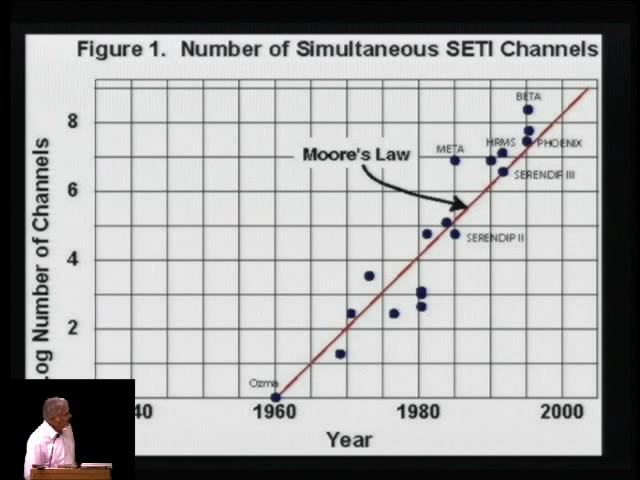 Figure 1. Number of Simultaneous SETI Channels
BETA
8
META
HRMS
PHOENIX
Moore's Law
SERENDIP III
6
SERENDIP II
4
2
og Number of Channels
Ozma
40
1960
1980
2000
Year